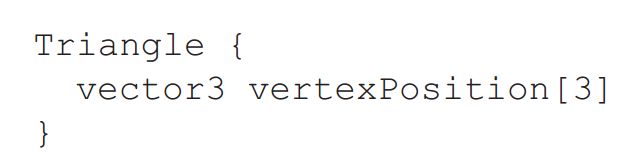 Triangle {
  vector3 vertexPosition[3]
}